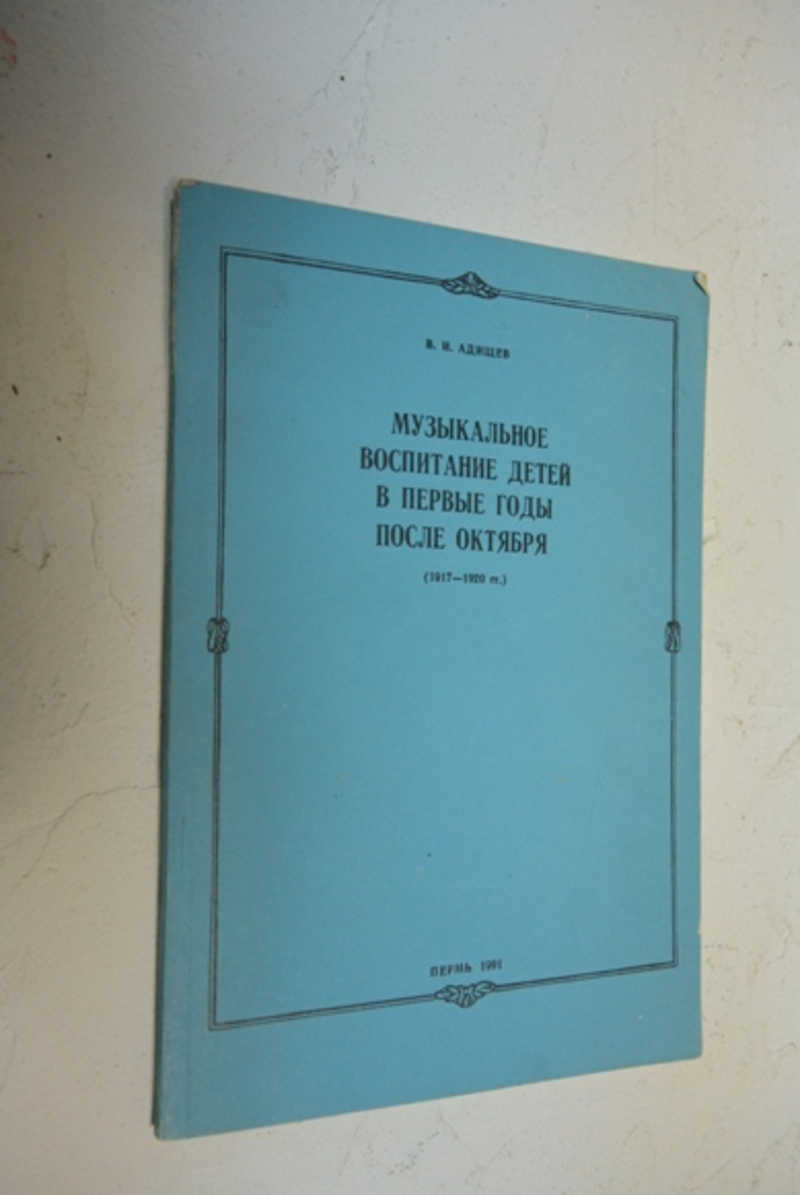 В. И. АДИЩЕВ
МУЗЫКАЛЬНОЕ
ВОСПИТАНИЕ ДЕТЕЙ
В ПЕРВЫЕ ГОДЫ
ПОСЛЕ ОКТЯБРЯ
(1917—1920 гг.)
ПЕРМЬ 1991